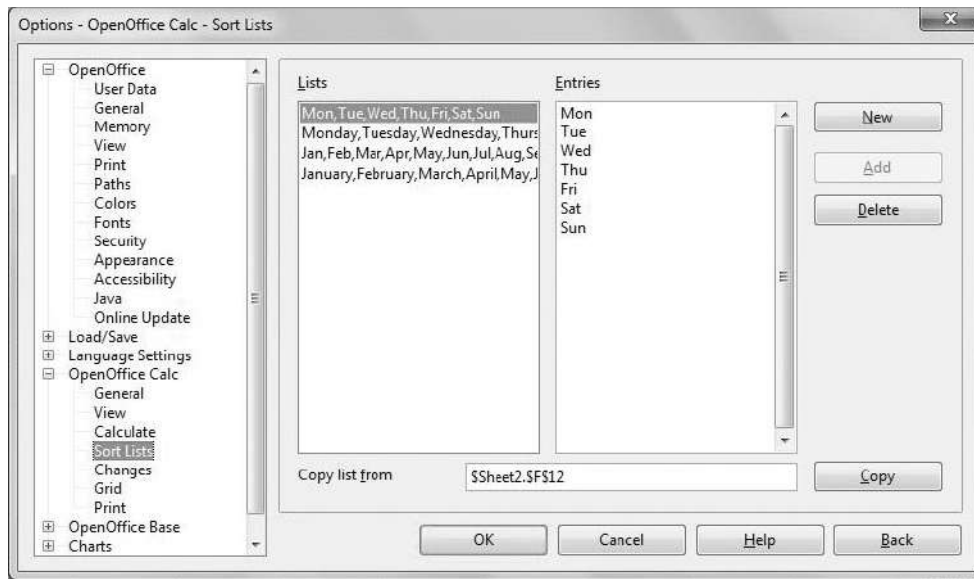 Options - OpenOffice Calc - Sort Lists
OpenOffice
User Data
General
Memory
View
Print
Paths
Colors
Fonts
Security
Appearance
Accessibility
Java
Online Update
Load/Save
Language Settings
OpenOffice Calc
General
View
Calculate
Sort Lists
Changes
Grid
Print
OpenOffice Base
Charts
Lists
Mon,Tue,Wed,Thu,Fri,Sat,Sun
Monday,Tuesday,Wednesday,Thurs
Jan,Feb,Mar,Apr,May,Jun,Jul,Aug,Se
January,February,March,April,May,J
Entries
Mon
Tue
Wed
Thu
Fri
Sat
Sun
New
Add
Delete
Copy list from
$Sheet2.$F$12
Copy
OK
Cancel
Help
Back